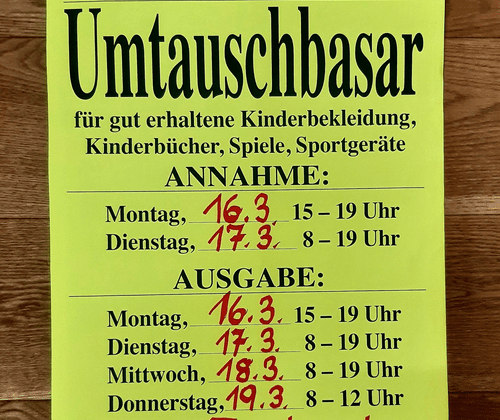 Umtauschbasar
für gut erhaltene Kinderbekleidung,
Kinderbücher, Spiele, Sportgeräte
ANNAHME:
Montag, 16.3. 15 – 19 Uhr
Dienstag, 17.3. 8 – 19 Uhr
AUSGABE:
Montag, 16.3. 15 – 19 Uhr
Dienstag, 17.3. 8 – 19 Uhr
Mittwoch, 18.3. 8 – 19 Uhr
Donnerstag, 19.3. 8 – 12 Uhr